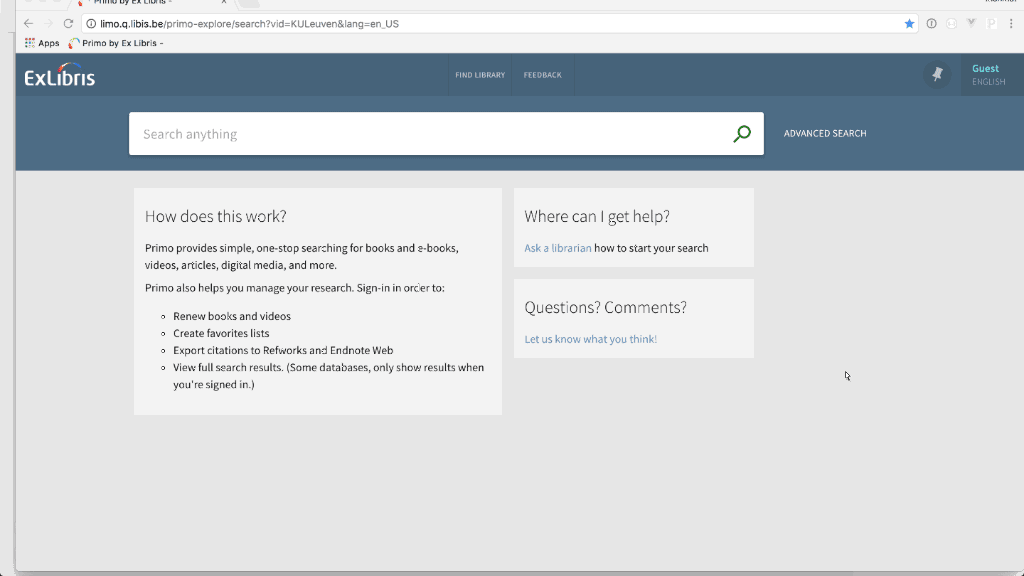 Primo by Ex Libris -
limo.q.libis.be/primo-explore/search?vid=KULeuven&lang=en_US
Apps Primo by Ex Libris -
ExLibris
FIND LIBRARY
FEEDBACK
Guest
ENGLISH
Search anything
ADVANCED SEARCH
How does this work?
Primo provides simple, one-stop searching for books and e-books,
videos, articles, digital media, and more.
Primo also helps you manage your research. Sign-in in order to:
Renew books and videos
Create favorites lists
Export citations to Refworks and Endnote Web
View full search results. (Some databases, only show results when
you're signed in.)
Where can I get help?
Ask a librarian how to start your search
Questions? Comments?
Let us know what you think!